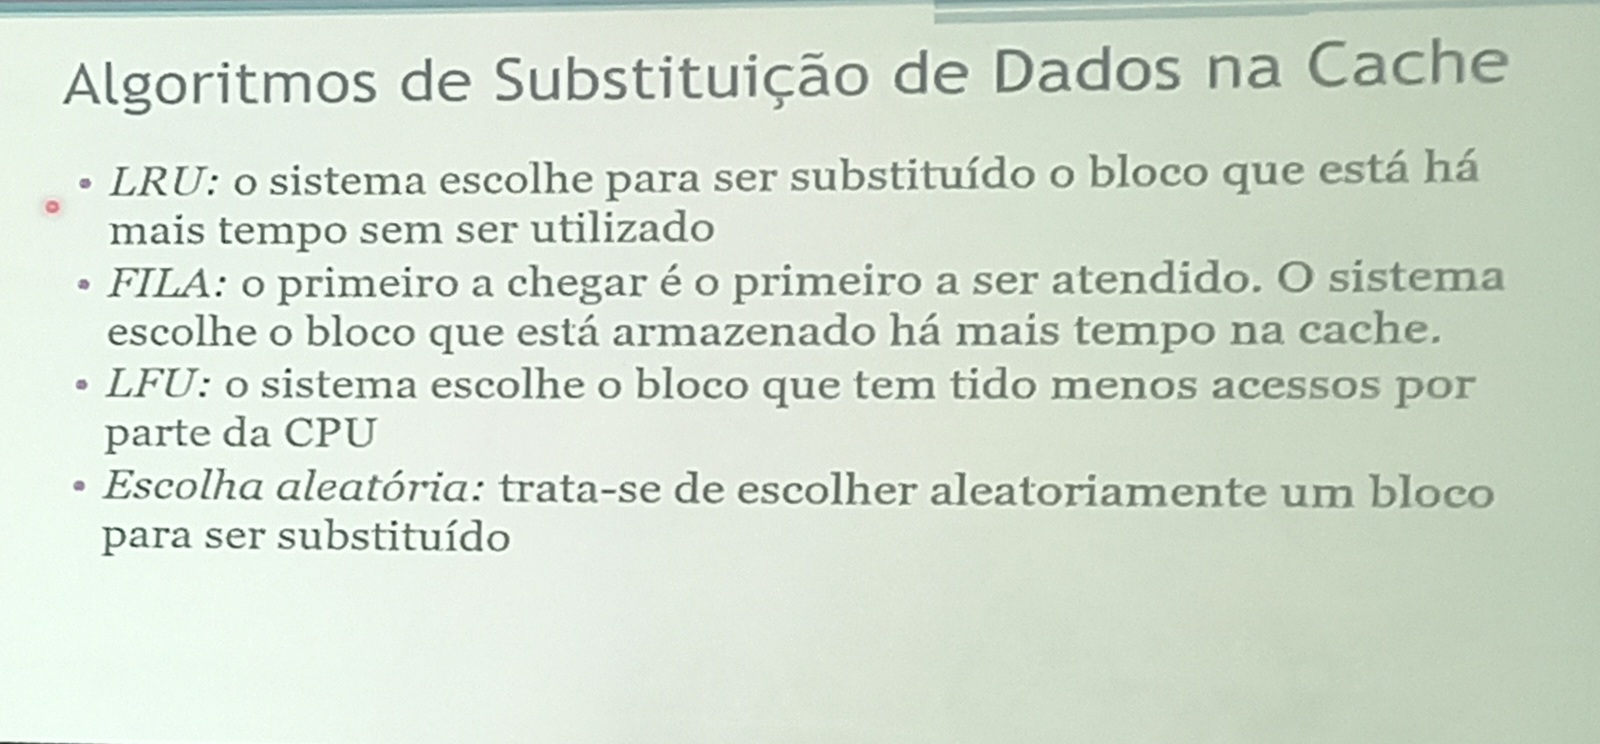 Algoritmos de Substituição de Dados na Cache
• LRU: o sistema escolhe para ser substituído o bloco que está há
mais tempo sem ser utilizado
• FILA: o primeiro a chegar é o primeiro a ser atendido. O sistema
escolhe o bloco que está armazenado há mais tempo na cache.
• LFU: o sistema escolhe o bloco que tem tido menos acessos por
parte da CPU
• Escolha aleatória: trata-se de escolher aleatoriamente um bloco
para ser substituído